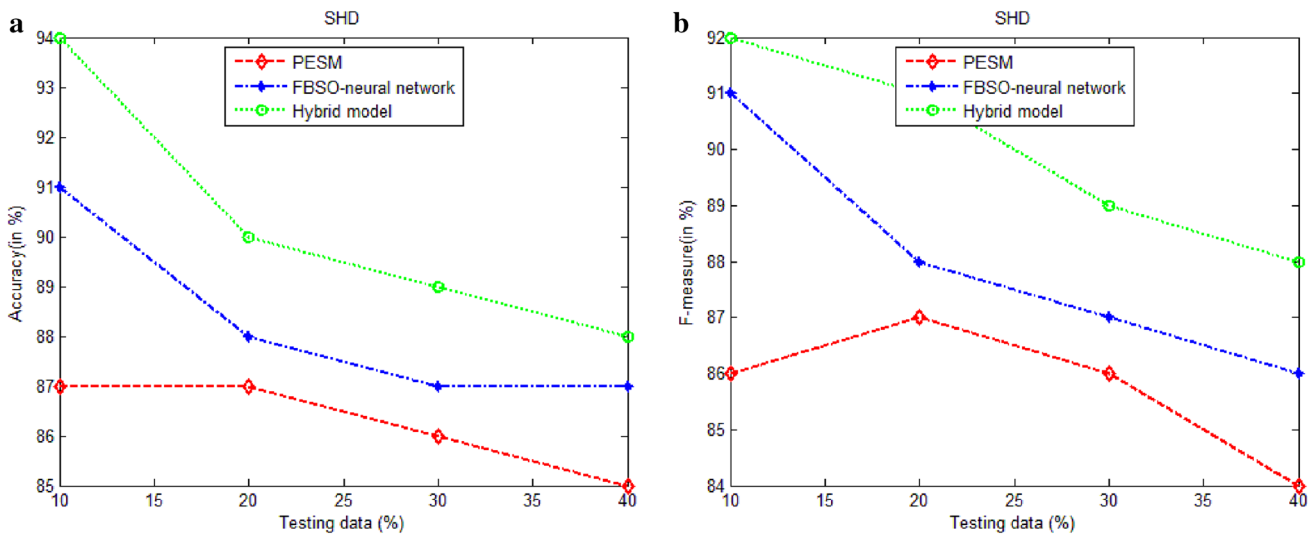 a
SHD
PESM
FBSO-neural network
Hybrid model
94
93
92
91
90
89
88
87
86
85
Accuracy(in %)
10 15 20 25 30 35 40
Testing data (%)
b
SHD
PESM
FBSO-neural network
Hybrid model
92
91
90
89
88
87
86
85
84
F-measure(in %)
10 15 20 25 30 35 40
Testing data (%)